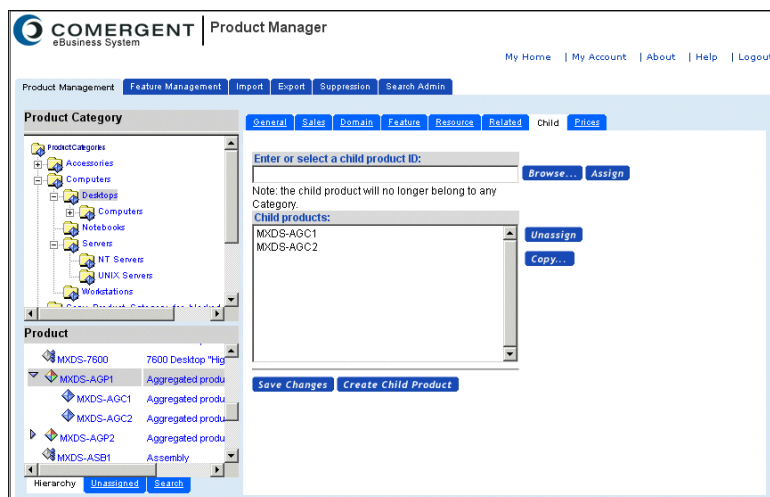 COMERGENT
eBusiness System
Product Manager
My Home | My Account | About | Help | Logout
Product Management Feature Management Import Export Suppression Search Admin
Product Category
General Sales Domain Feature Resource Related Child Prices
ProductCategories
Accessories
Computers
Desktops
Computers
Notebooks
Servers
NT Servers
UNIX Servers
Workstations
Enter or select a child product ID:
Browse... Assign
Note: the child product will no longer belong to any
Category.
Child products:
MXDS-AGC1
MXDS-AGC2
Unassign
Copy...
Save Changes Create Child Product
Product
MXDS-7600 7600 Desktop "Hig
MXDS-AGP1 Aggregated produ
MXDS-AGC1 Aggregated produ
MXDS-AGC2 Aggregated produ
MXDS-AGP2 Aggregated produ
MXDS-ASB1 Assembly
Hierarchy Unassigned Search